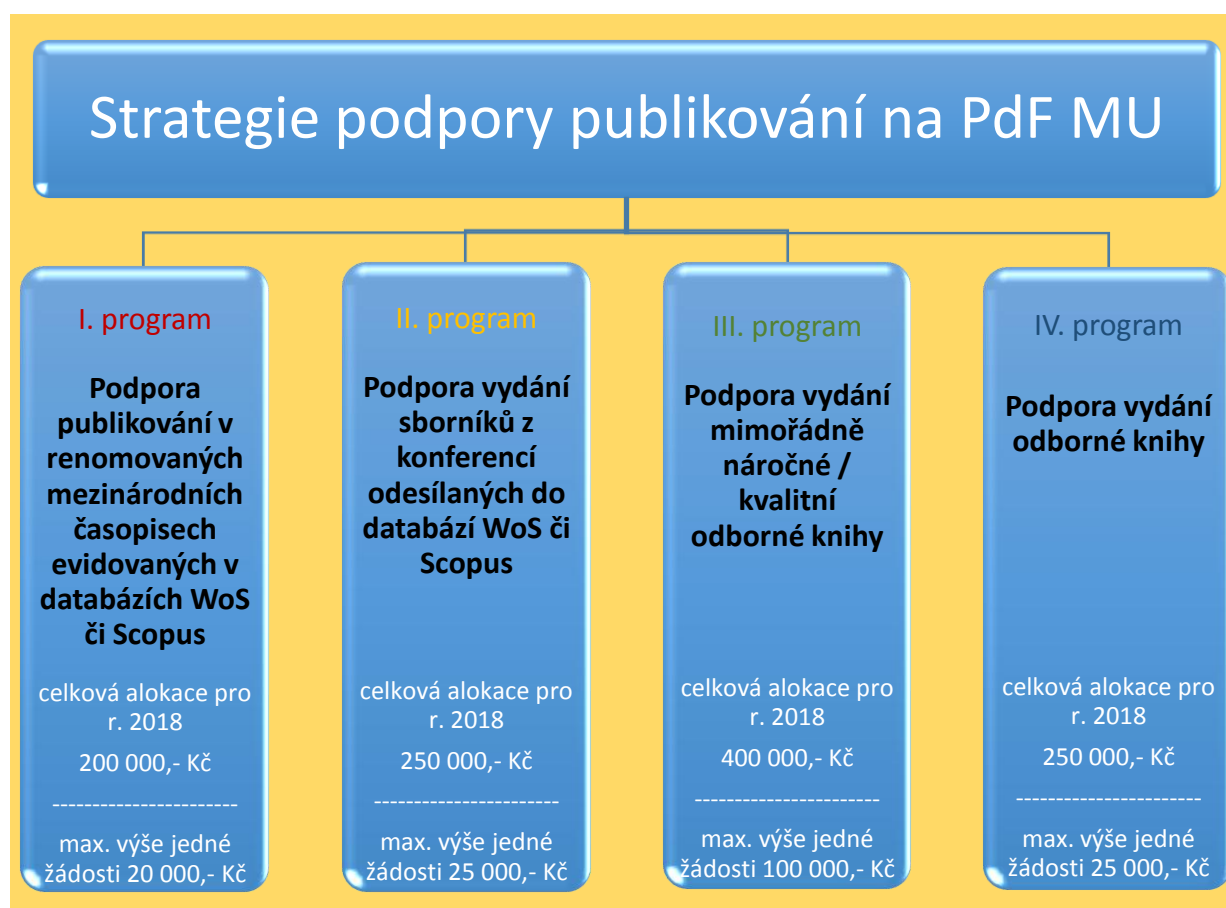 Strategie podpory publikování na PdF MU
I. program
Podpora
publikování v
renomovaných
mezinárodních
časopisech
evidovaných v
databázích WoS
či Scopus
celková alokace pro
r. 2018
200 000,- Kč
-----------------------
max. výše jedné
žádosti 20 000,- Kč
II. program
Podpora vydání
sborníků z
konferencí
odesílaných do
databází WoS či
Scopus
celková alokace pro
r. 2018
250 000,- Kč
-----------------------
max. výše jedné
žádosti 25 000,- Kč
III. program
Podpora vydání
mimořádně
náročné /
kvalitní
odborné knihy
celková alokace pro
r. 2018
400 000,- Kč
-----------------------
max. výše jedné
žádosti 100 000,- Kč
IV. program
Podpora vydání
odborné knihy
celková alokace pro
r. 2018
250 000,- Kč
-----------------------
max. výše jedné
žádosti 25 000,- Kč